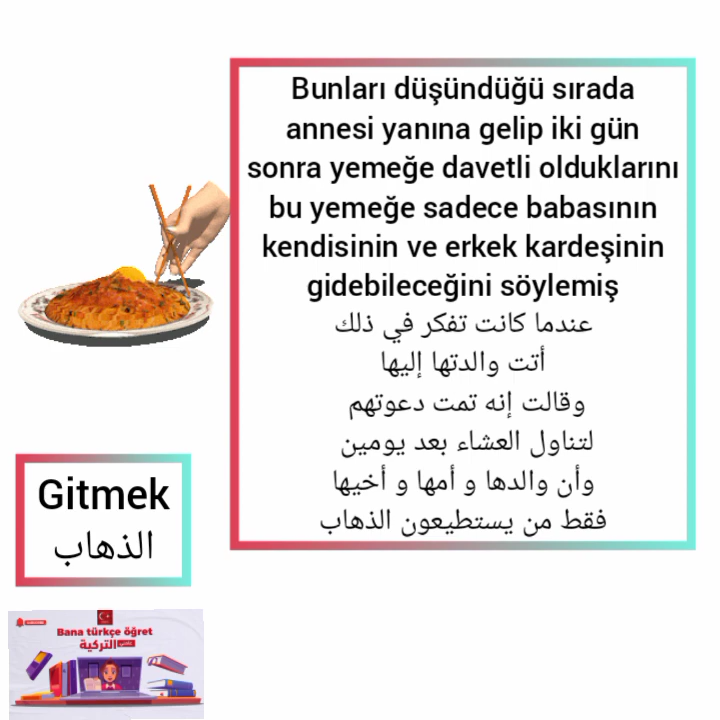 Bunları düşündüğü sırada
annesi yanına gelip iki gün
sonra yemeğe davetli olduklarını
bu yemeğe sadece babasının
kendisinin ve erkek kardeşinin
gidebileceğini söylemiş
عندما كانت تفكر في ذلك
أتت والدتها إليها
وقالت إنه تمت دعوتهم
لتناول العشاء بعد يومين
وأن والدها و أمها و أخيها
فقط من يستطيعون الذهاب
Gitmek
الذهاب
Bana türkçe öğret
التركية